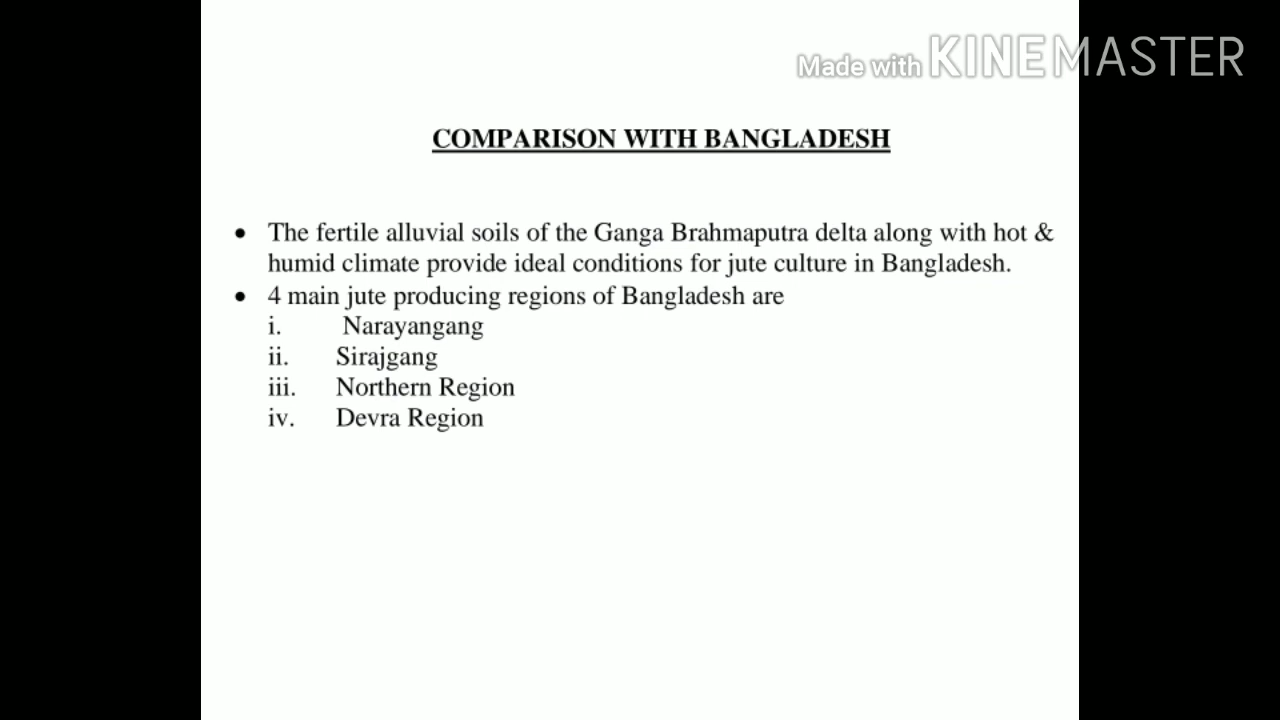 Made with KINEMASTER
COMPARISON WITH BANGLADESH
• The fertile alluvial soils of the Ganga Brahmaputra delta along with hot &
humid climate provide ideal conditions for jute culture in Bangladesh.
• 4 main jute producing regions of Bangladesh are
i. Narayangang
ii. Sirajgang
iii. Northern Region
iv. Devra Region